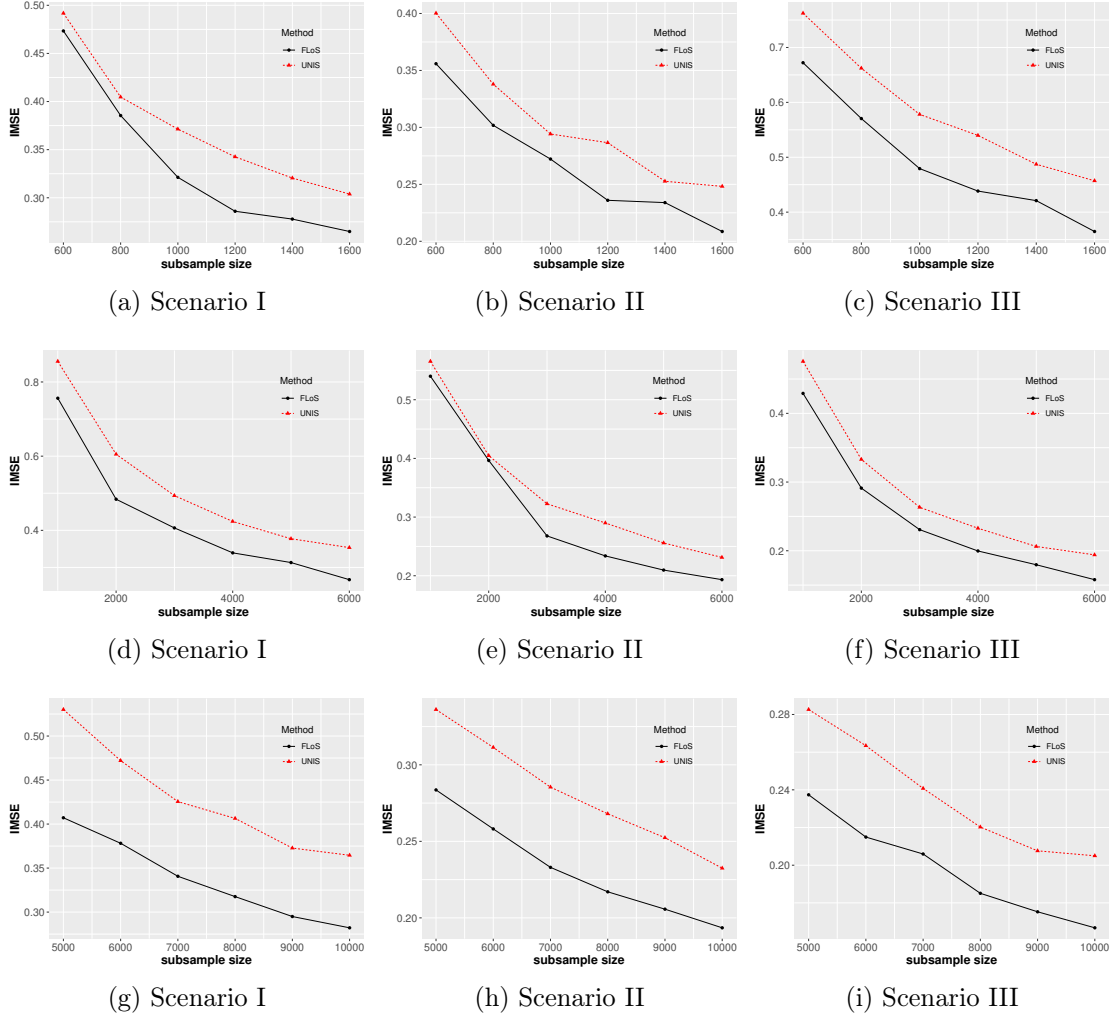 0.50
0.45
0.40
0.35
0.30
IMSE
Method
FLoS
UNIS
600 800 1000 1200 1400 1600
subsample size
(a) Scenario I
0.40
0.35
0.30
0.25
0.20
IMSE
Method
FLoS
UNIS
600 800 1000 1200 1400 1600
subsample size
(b) Scenario II
0.7
0.6
0.5
0.4
IMSE
Method
FLoS
UNIS
600 800 1000 1200 1400 1600
subsample size
(c) Scenario III
0.8
0.6
0.4
IMSE
Method
FLoS
UNIS
2000 4000 6000
subsample size
(d) Scenario I
0.5
0.4
0.3
0.2
IMSE
Method
FLoS
UNIS
2000 4000 6000
subsample size
(e) Scenario II
0.4
0.3
0.2
IMSE
Method
FLoS
UNIS
2000 4000 6000
subsample size
(f) Scenario III
0.50
0.45
0.40
0.35
0.30
IMSE
Method
FLoS
UNIS
5000 6000 7000 8000 9000 10000
subsample size
(g) Scenario I
0.30
0.25
0.20
IMSE
Method
FLoS
UNIS
5000 6000 7000 8000 9000 10000
subsample size
(h) Scenario II
0.28
0.24
0.20
IMSE
Method
FLoS
UNIS
5000 6000 7000 8000 9000 10000
subsample size
(i) Scenario III